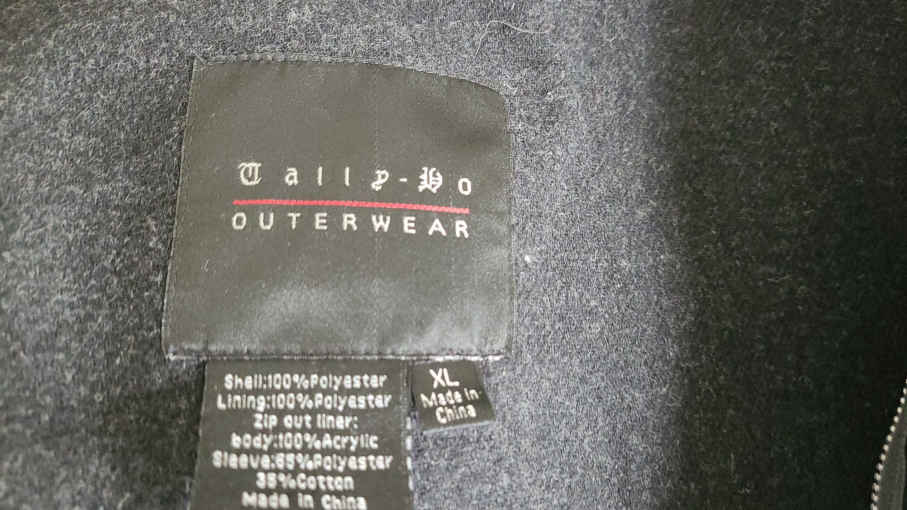 Tally-Ho
OUTERWEAR
Shell:100%Polyester
Lining:100%Polyester
Zip out liner:
body:100%Acrylic
Sleeve:65%Polyester
35%Cotton
Made in China
XL
Made in
China